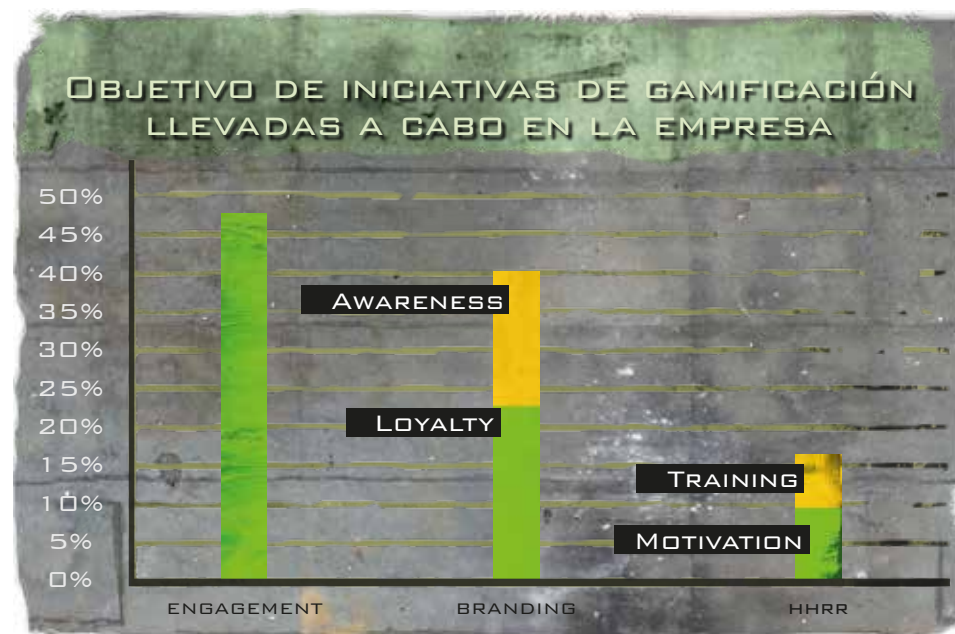 OBJETIVO DE INICIATIVAS DE GAMIFICACIÓN
LLEVADAS A CABO EN LA EMPRESA
50%
45%
40%
35%
30%
25%
20%
15%
10%
5%
0%
AWARENESS
LOYALTY
TRAINING
MOTIVATION
ENGAGEMENT
BRANDING
HHRR